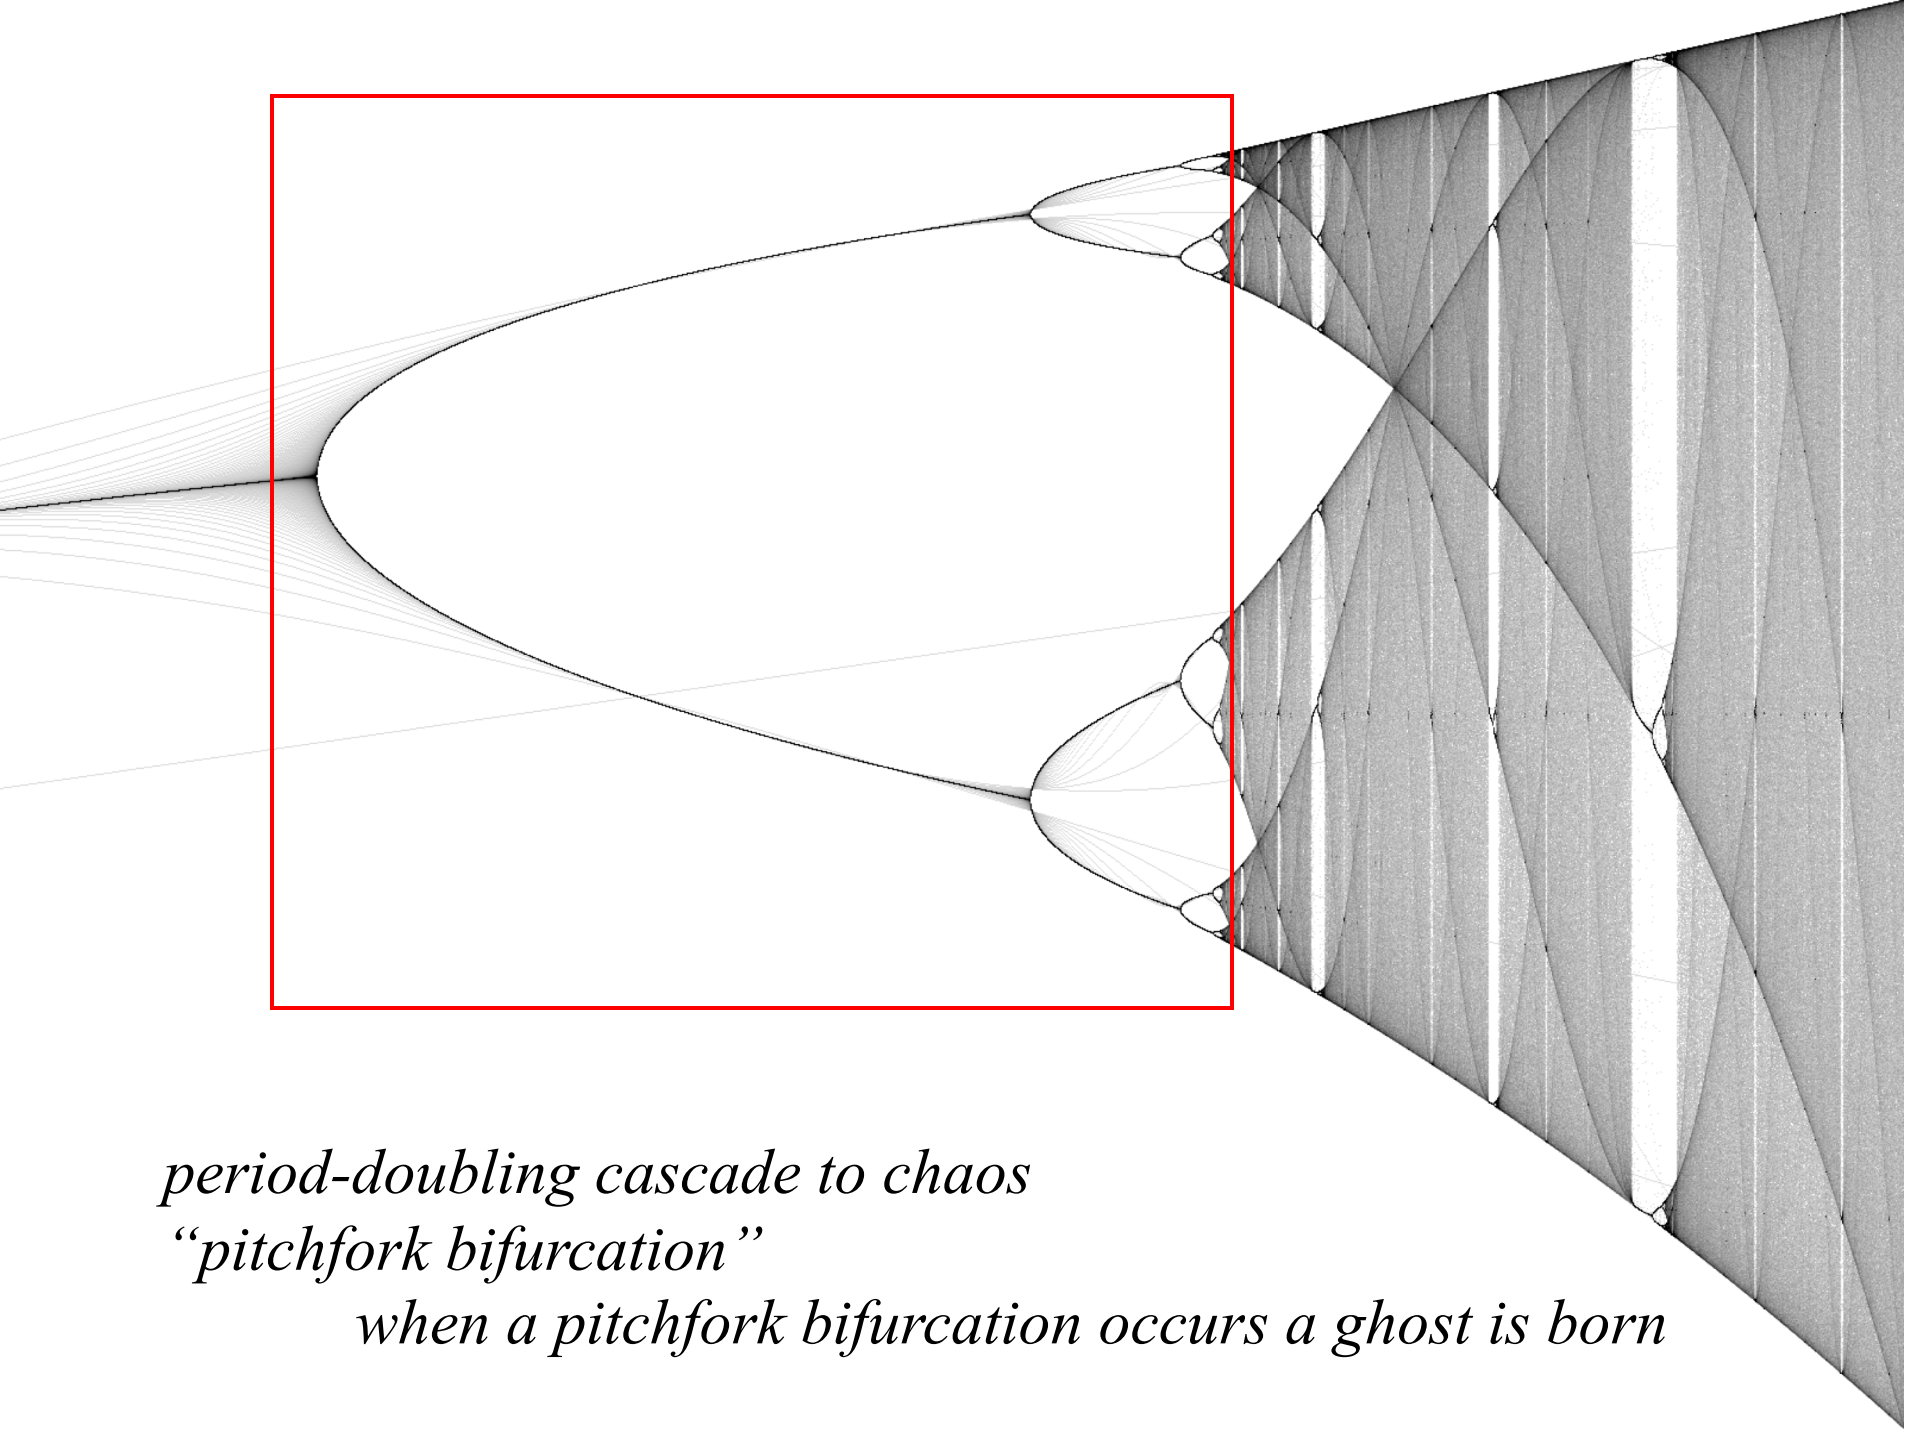 period-doubling cascade to chaos
“pitchfork bifurcation”
when a pitchfork bifurcation occurs a ghost is born